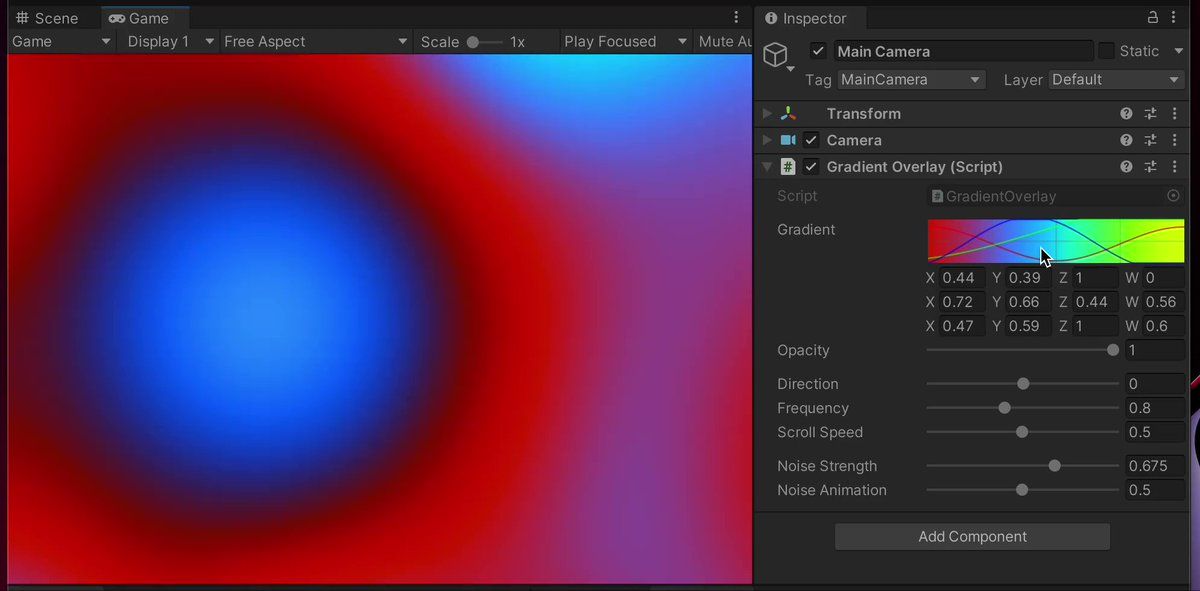 Scene Game Inspector
Game Display 1 Free Aspect Scale 1x Play Focused Mute Au
Main Camera Static
Tag MainCamera Layer Default
Transform
Camera
# Gradient Overlay (Script)
Script # GradientOverlay
Gradient
X 0.44 Y 0.39 Z 1 W 0
X 0.72 Y 0.66 Z 0.44 W 0.56
X 0.47 Y 0.59 Z 1 W 0.6
Opacity 1
Direction 0
Frequency 0.8
Scroll Speed 0.5
Noise Strength 0.675
Noise Animation 0.5
Add Component